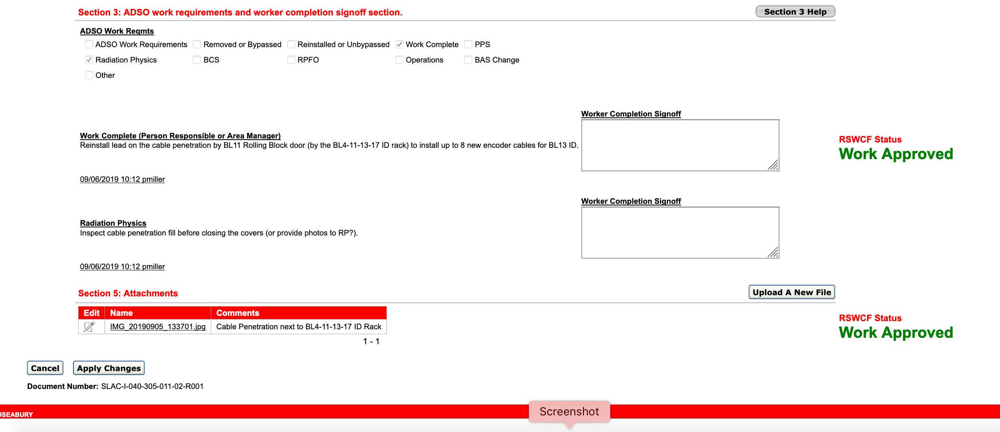 Section 3: ADSO work requirements and worker completion signoff section.
Section 3 Help
ADSO Work Reqmts
ADSO Work Requirements Removed or Bypassed Reinstalled or Unbypassed Work Complete PPS
Radiation Physics BCS RPFO Operations BAS Change
Other
Worker Completion Signoff
Work Complete (Person Responsible or Area Manager)
Reinstall lead on the cable penetration by BL11 Rolling Block door (by the BL4-11-13-17 ID rack) to install up to 8 new encoder cables for BL13 ID.
RSWCF Status
Work Approved
09/06/2019 10:12 pmiller
Worker Completion Signoff
Radiation Physics
Inspect cable penetration fill before closing the covers (or provide photos to RP?).
09/06/2019 10:12 pmiller
Section 5: Attachments
Upload A New File
Edit Name Comments
IMG_20190905_133701.jpg Cable Penetration next to BL4-11-13-17 ID Rack
1 - 1
RSWCF Status
Work Approved
Cancel Apply Changes
Document Number: SLAC-I-040-305-011-02-R001
Screenshot
JSEABURY